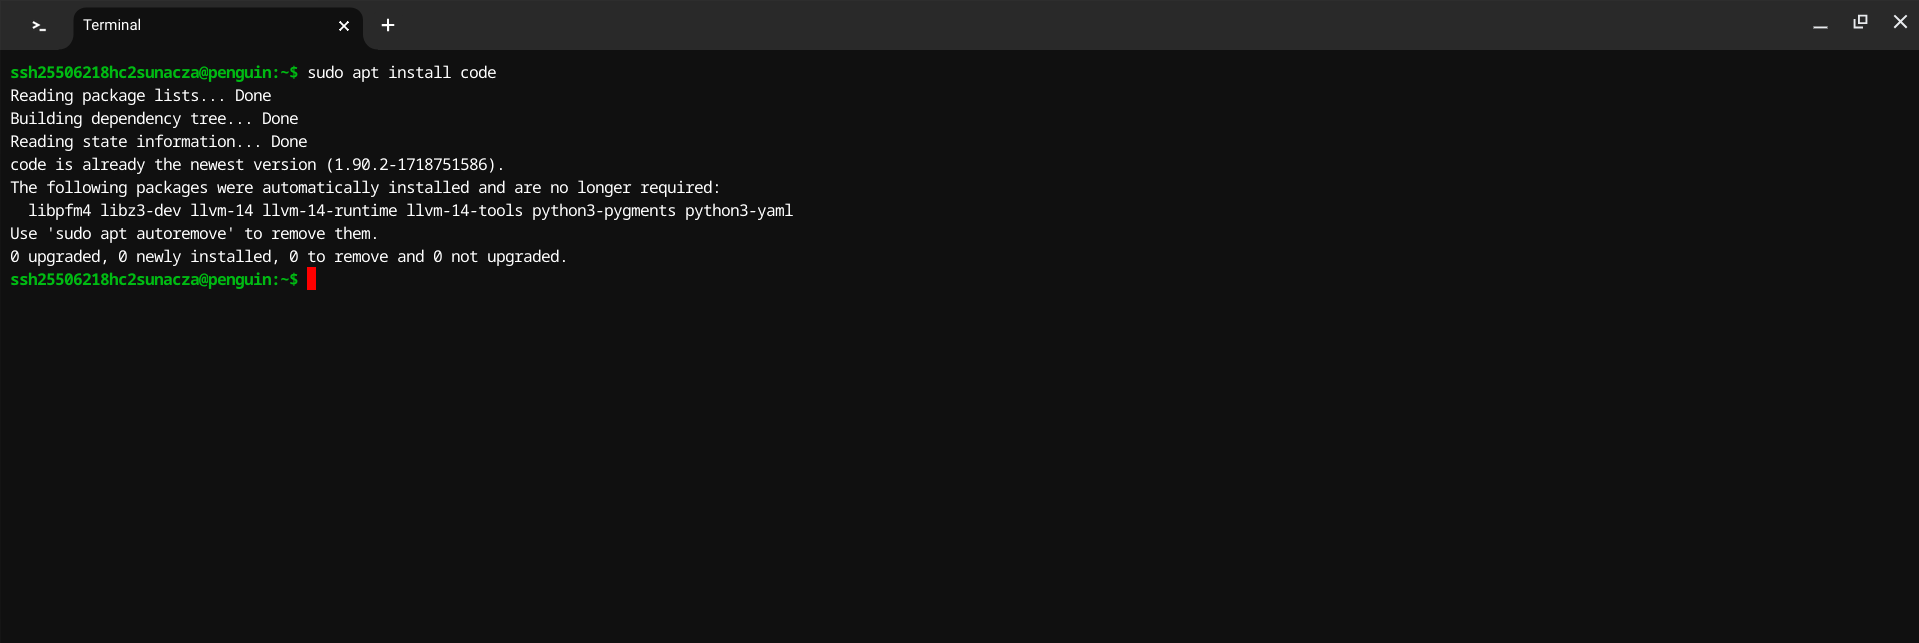 >_ Terminal × +
ssh25506218hc2sunacza@penguin:~$ sudo apt install code
Reading package lists... Done
Building dependency tree... Done
Reading state information... Done
code is already the newest version (1.90.2-1718751586).
The following packages were automatically installed and are no longer required:
  libpfm4 libz3-dev llvm-14 llvm-14-runtime llvm-14-tools python3-pygments python3-yaml
Use 'sudo apt autoremove' to remove them.
0 upgraded, 0 newly installed, 0 to remove and 0 not upgraded.
ssh25506218hc2sunacza@penguin:~$